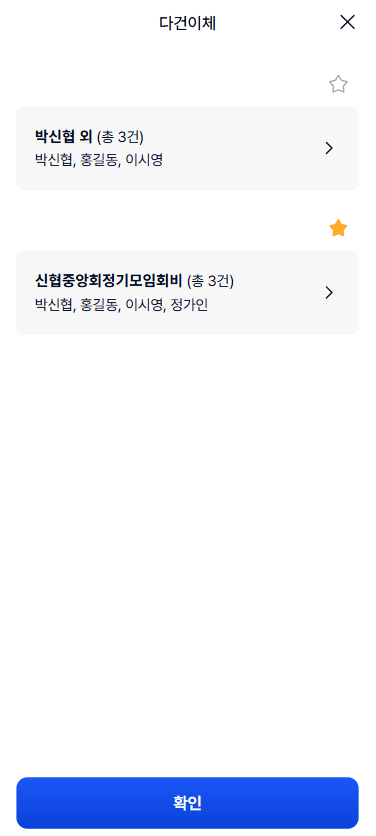 다건이체
박신협 외 (총 3건)
박신협, 홍길동, 이시영
신협중앙회정기모임회비 (총 3건)
박신협, 홍길동, 이시영, 정가인
확인